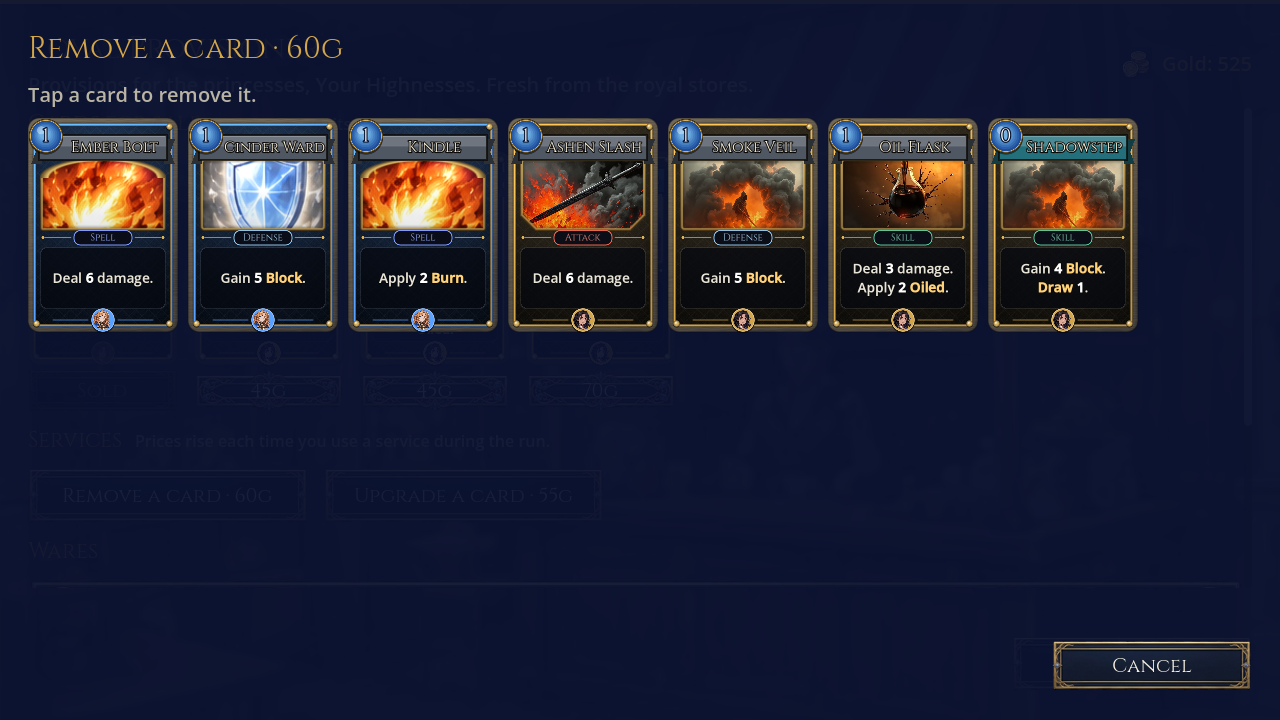 Remove a card · 60g
Provisions for the princesses, Your Highnesses. Fresh from the royal stores.
Gold: 525
Tap a card to remove it.
1 Ember Bolt
Spell
Deal 6 damage.
1 Cinder Ward
Defense
Gain 5 Block.
1 Kindle
Spell
Apply 2 Burn.
1 Ashen Slash
Attack
Deal 6 damage.
1 Smoke Veil
Defense
Gain 5 Block.
1 Oil Flask
Skill
Deal 3 damage.
Apply 2 Oiled.
0 Shadowstep
Skill
Gain 4 Block.
Draw 1.
Sold
45g
45g
70g
Services Prices rise each time you use a service during the run.
Remove a card · 60g
Upgrade a card · 55g
Wares
Cancel